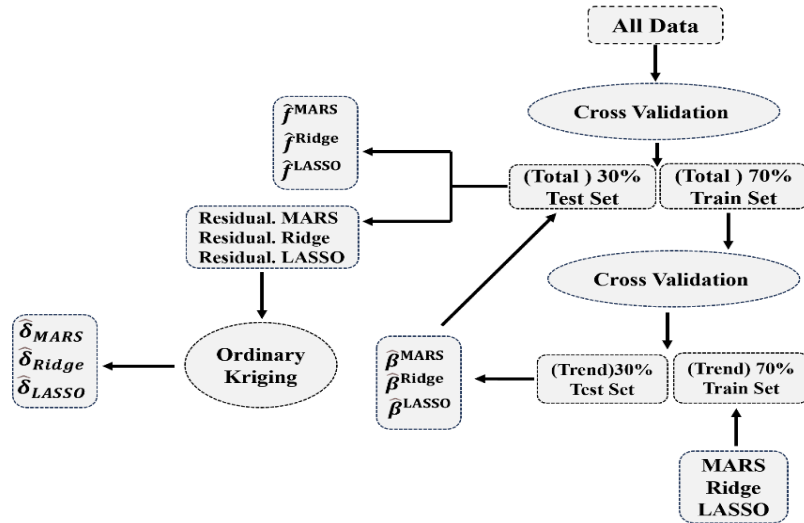 All Data
Cross Validation
f̂ᴹᴬᴿˢ
f̂ᴿⁱᵈᵍᵉ
f̂ᴸᴬˢˢᴼ
(Total ) 30%
Test Set
(Total ) 70%
Train Set
Residual. MARS
Residual. Ridge
Residual. LASSO
Cross Validation
δ̂_MARS
δ̂_Ridge
δ̂_LASSO
Ordinary
Kriging
β̂ᴹᴬᴿˢ
β̂ᴿⁱᵈᵍᵉ
β̂ᴸᴬˢˢᴼ
(Trend)30%
Test Set
(Trend) 70%
Train Set
MARS
Ridge
LASSO